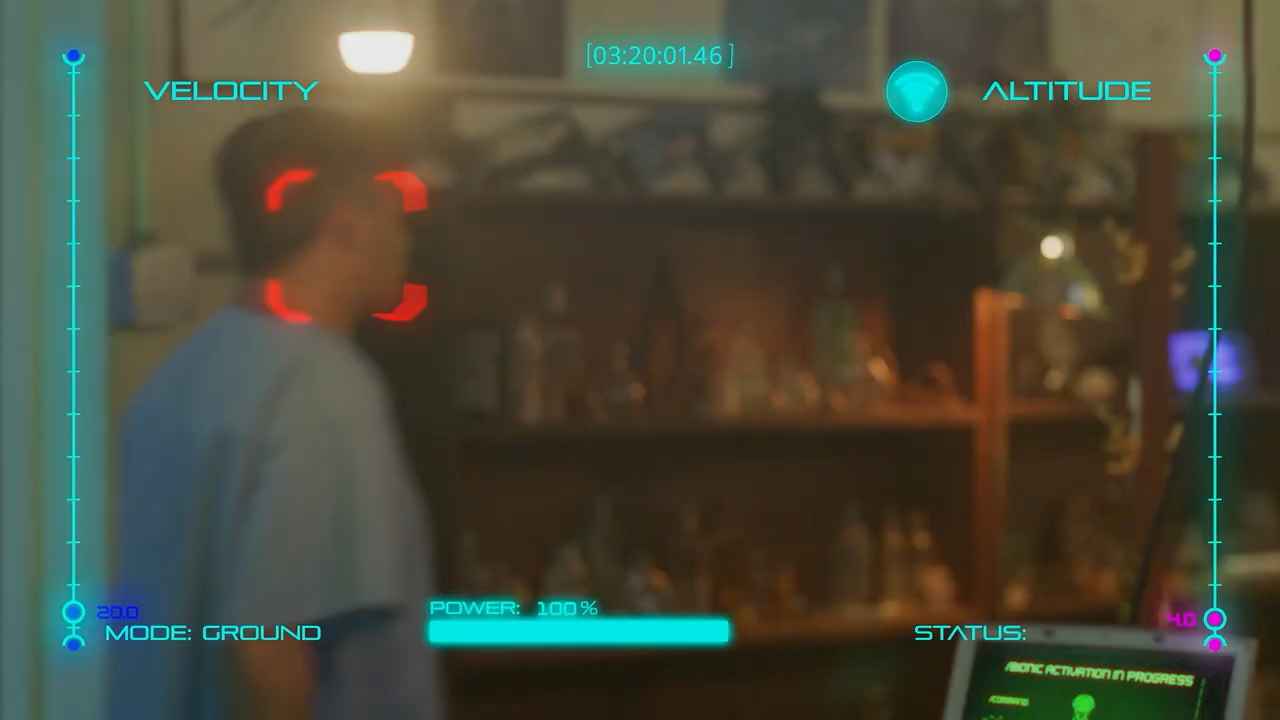 [03:20:01.46]
VELOCITY
ALTITUDE
20.0
MODE: GROUND
POWER: 100%
4.0
STATUS:
/BIONIC ACTIVATION IN PROGRESS
/COMMAND